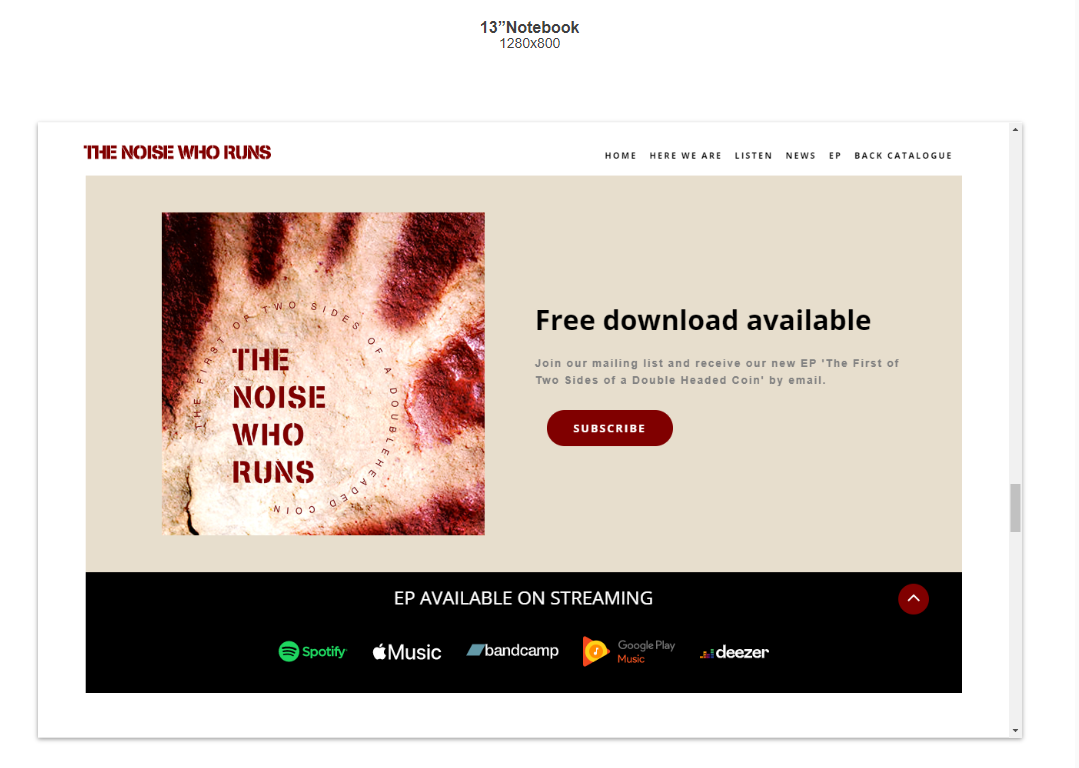 13”Notebook
1280x800
THE NOISE WHO RUNS
HOME HERE WE ARE LISTEN NEWS EP BACK CATALOGUE
THE FIRST OF TWO SIDES OF A DOUBLEHEADED COIN
THE
NOISE
WHO
RUNS
Free download available
Join our mailing list and receive our new EP 'The First of
Two Sides of a Double Headed Coin' by email.
SUBSCRIBE
EP AVAILABLE ON STREAMING
Spotify
Music
bandcamp
Google Play
Music
deezer